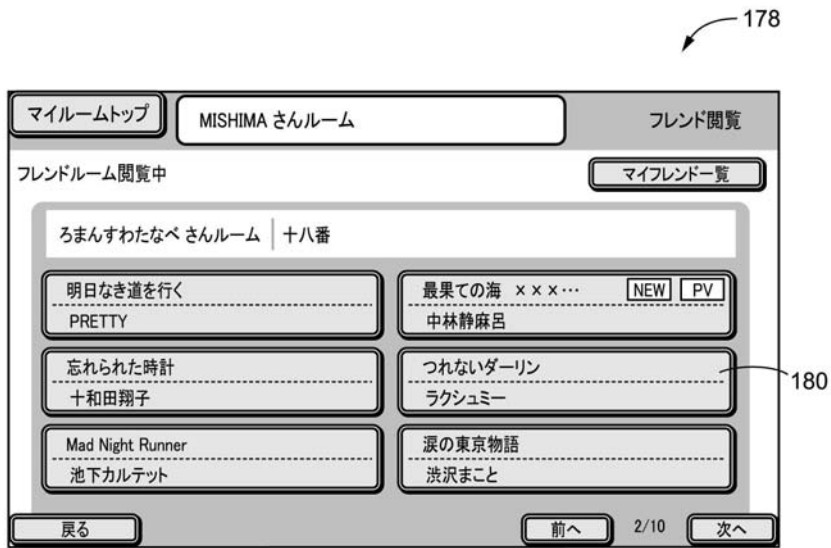 178
マイルームトップ
MISHIMA さんルーム
フレンド閲覧
フレンドルーム閲覧中
マイフレンド一覧
ろまんすわたなべ さんルーム
十八番
明日なき道を行く
PRETTY
最果ての海 ×××…
NEW
PV
中林静麻呂
忘れられた時計
十和田翔子
つれないダーリン
ラクシュミー
180
Mad Night Runner
池下カルテット
涙の東京物語
渋沢まこと
戻る
前へ
2/10
次へ